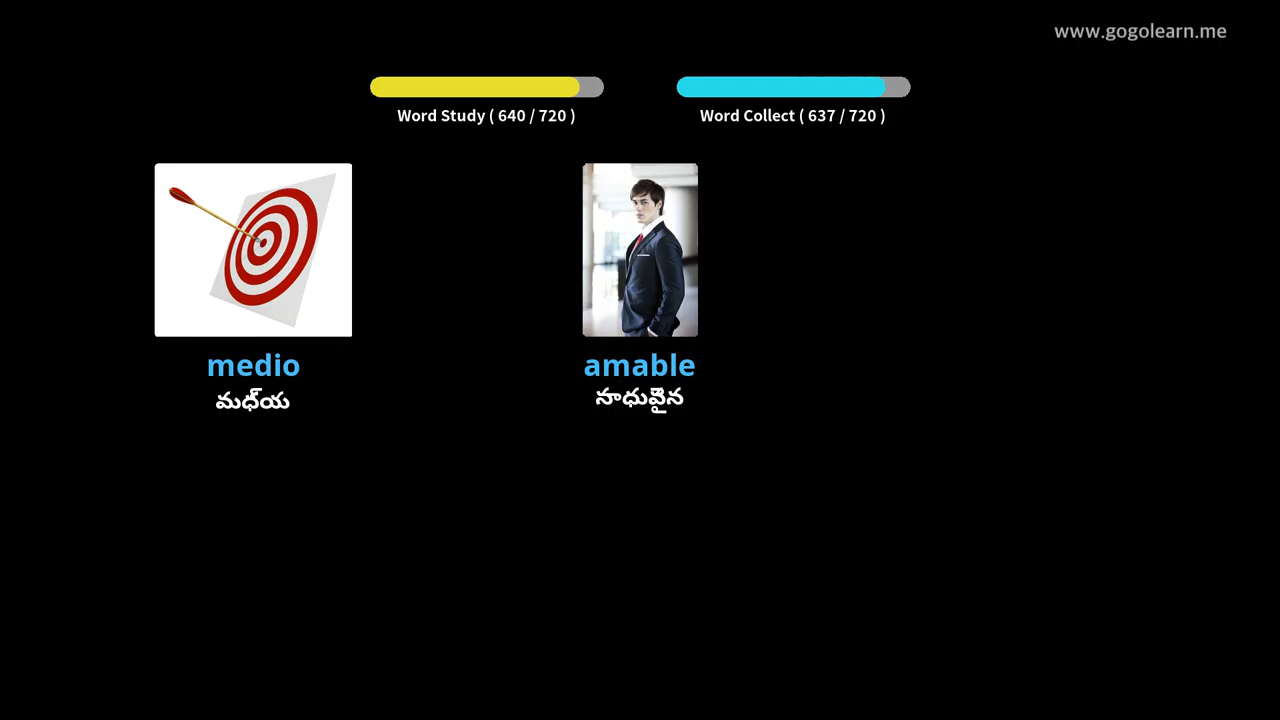 www.gogolearn.me
Word Study ( 640 / 720 )
Word Collect ( 637 / 720 )
medio
మధ్య
amable
సాధువైన